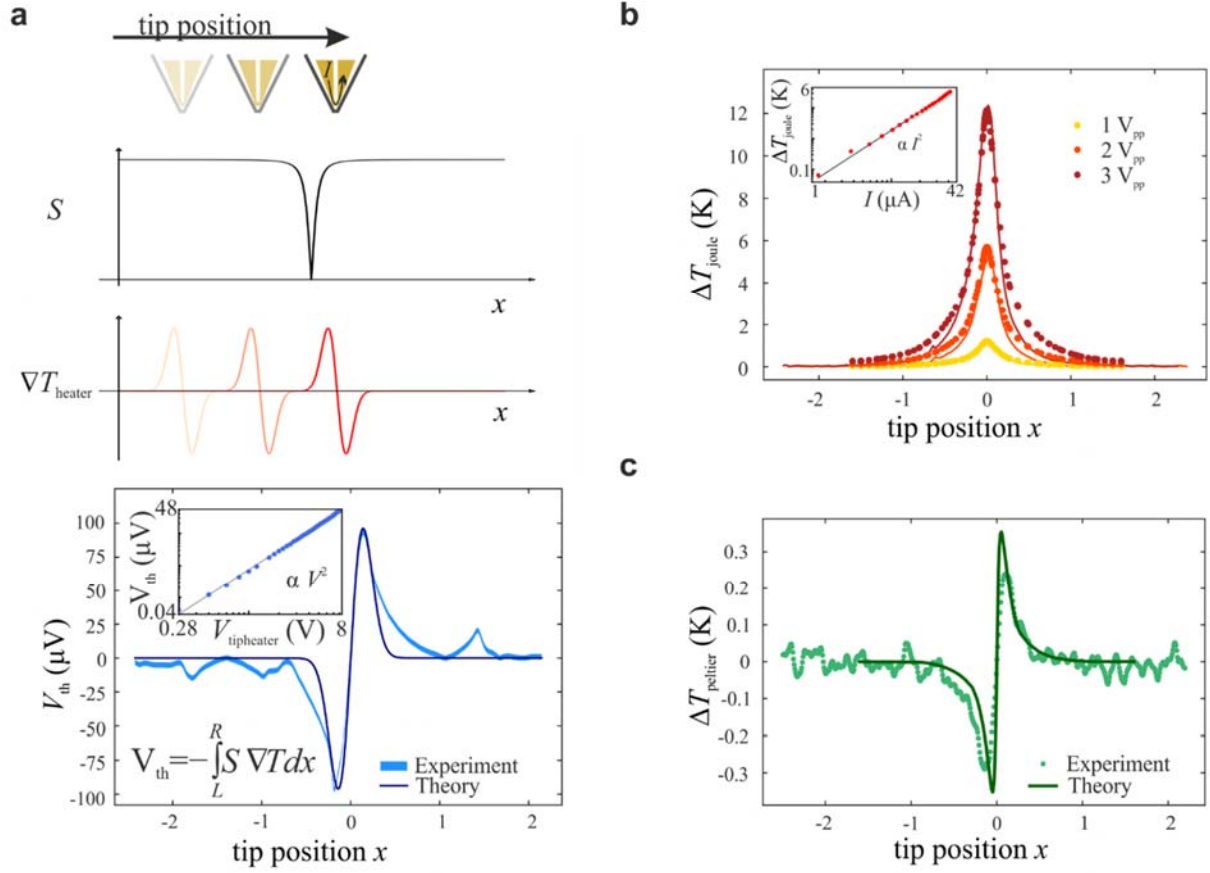 a
tip position
I
S
x
∇T_heater
x
48
V_th (μV)
0.04
α V²
0.28
V_tipheater (V)
8
100
75
50
25
0
-25
-50
-75
-100
V_th (μV)
V_th=-∫_L^R S ∇T dx
Experiment
Theory
-2 -1 0 1 2
tip position x
b
6
ΔT_joule (K)
0.1
α I²
1
42
I (μA)
1 V_pp
2 V_pp
3 V_pp
12
10
8
6
4
2
0
ΔT_joule (K)
-2 -1 0 1 2
tip position x
c
0.3
0.2
0.1
0
-0.1
-0.2
-0.3
ΔT_peltier (K)
Experiment
Theory
-2 -1 0 1 2
tip position x